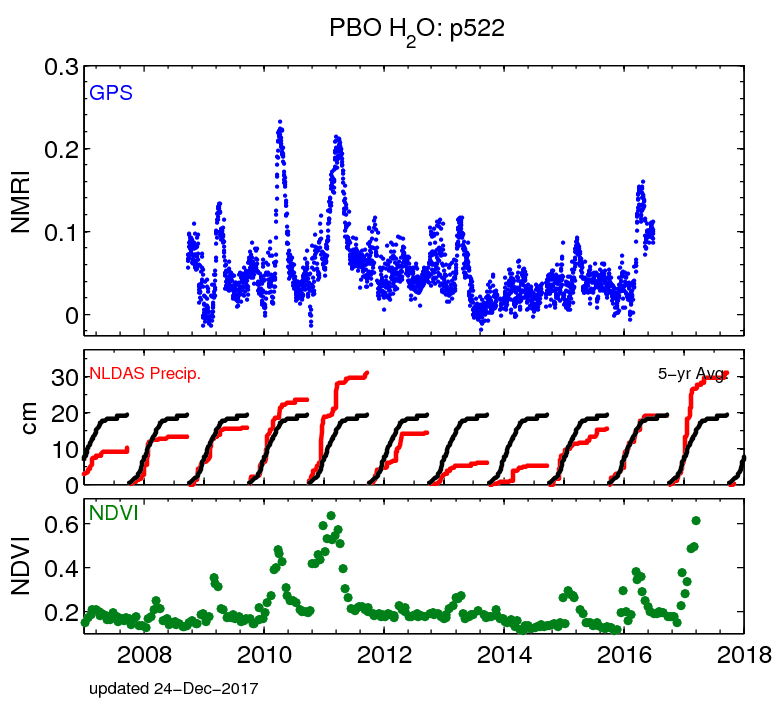 PBO H₂O: p522
0.3
GPS
0.2
NMRI
0.1
0
NLDAS Precip.
5−yr Avg.
30
cm
20
10
0
NDVI
0.6
NDVI
0.4
0.2
2008 2010 2012 2014 2016 2018
updated 24−Dec−2017